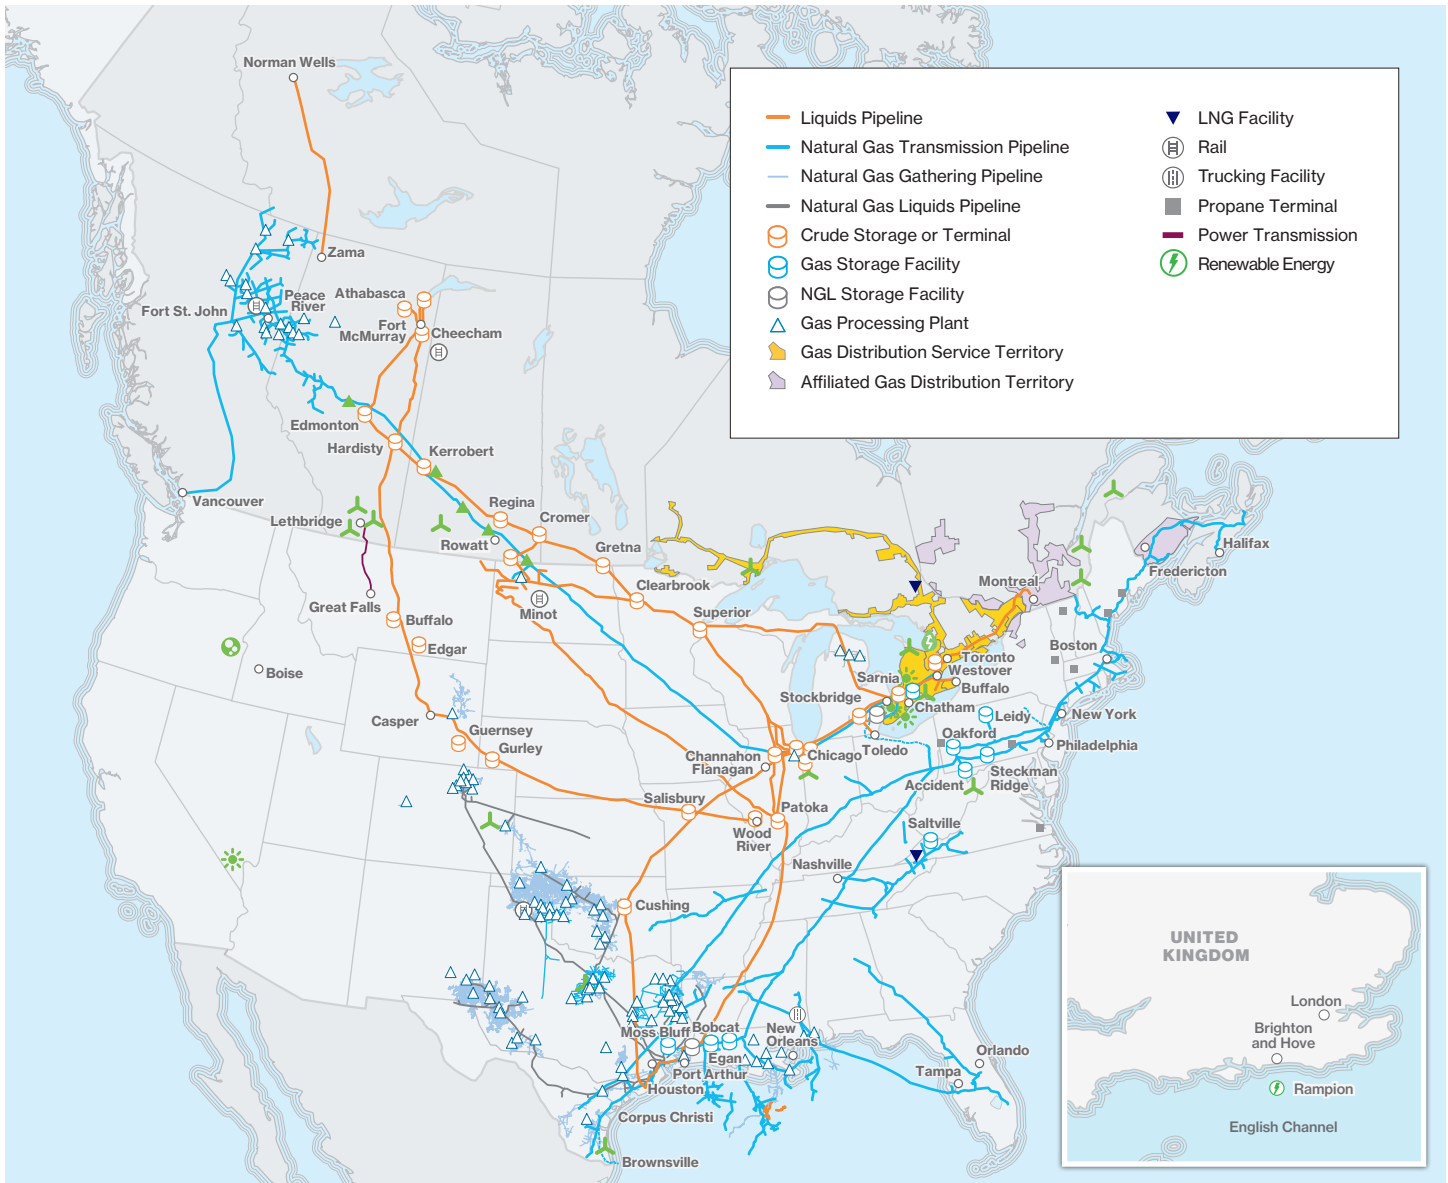 Norman Wells
Liquids Pipeline
Natural Gas Transmission Pipeline
Natural Gas Gathering Pipeline
Natural Gas Liquids Pipeline
Crude Storage or Terminal
Gas Storage Facility
NGL Storage Facility
Gas Processing Plant
Gas Distribution Service Territory
Affiliated Gas Distribution Territory
LNG Facility
Rail
Trucking Facility
Propane Terminal
Power Transmission
Renewable Energy
Zama
Fort St. John
Peace
River
Athabasca
Fort
McMurray
Cheecham
Edmonton
Hardisty
Kerrobert
Vancouver
Lethbridge
Regina
Cromer
Rowatt
Gretna
Clearbrook
Minot
Great Falls
Buffalo
Edgar
Superior
Montreal
Halifax
Fredericton
Boise
Casper
Guernsey
Gurley
Boston
Toronto
Westover
Buffalo
Sarnia
Stockbridge
Chatham
Leidy
New York
Oakford
Philadelphia
Toledo
Channahon
Flanagan
Chicago
Steckman
Ridge
Accident
Salisbury
Patoka
Wood
River
Saltville
Nashville
Cushing
Moss Bluff
Bobcat
New
Orleans
Egan
Port Arthur
Houston
Orlando
Tampa
Corpus Christi
Brownsville
UNITED
KINGDOM
London
Brighton
and Hove
Rampion
English Channel